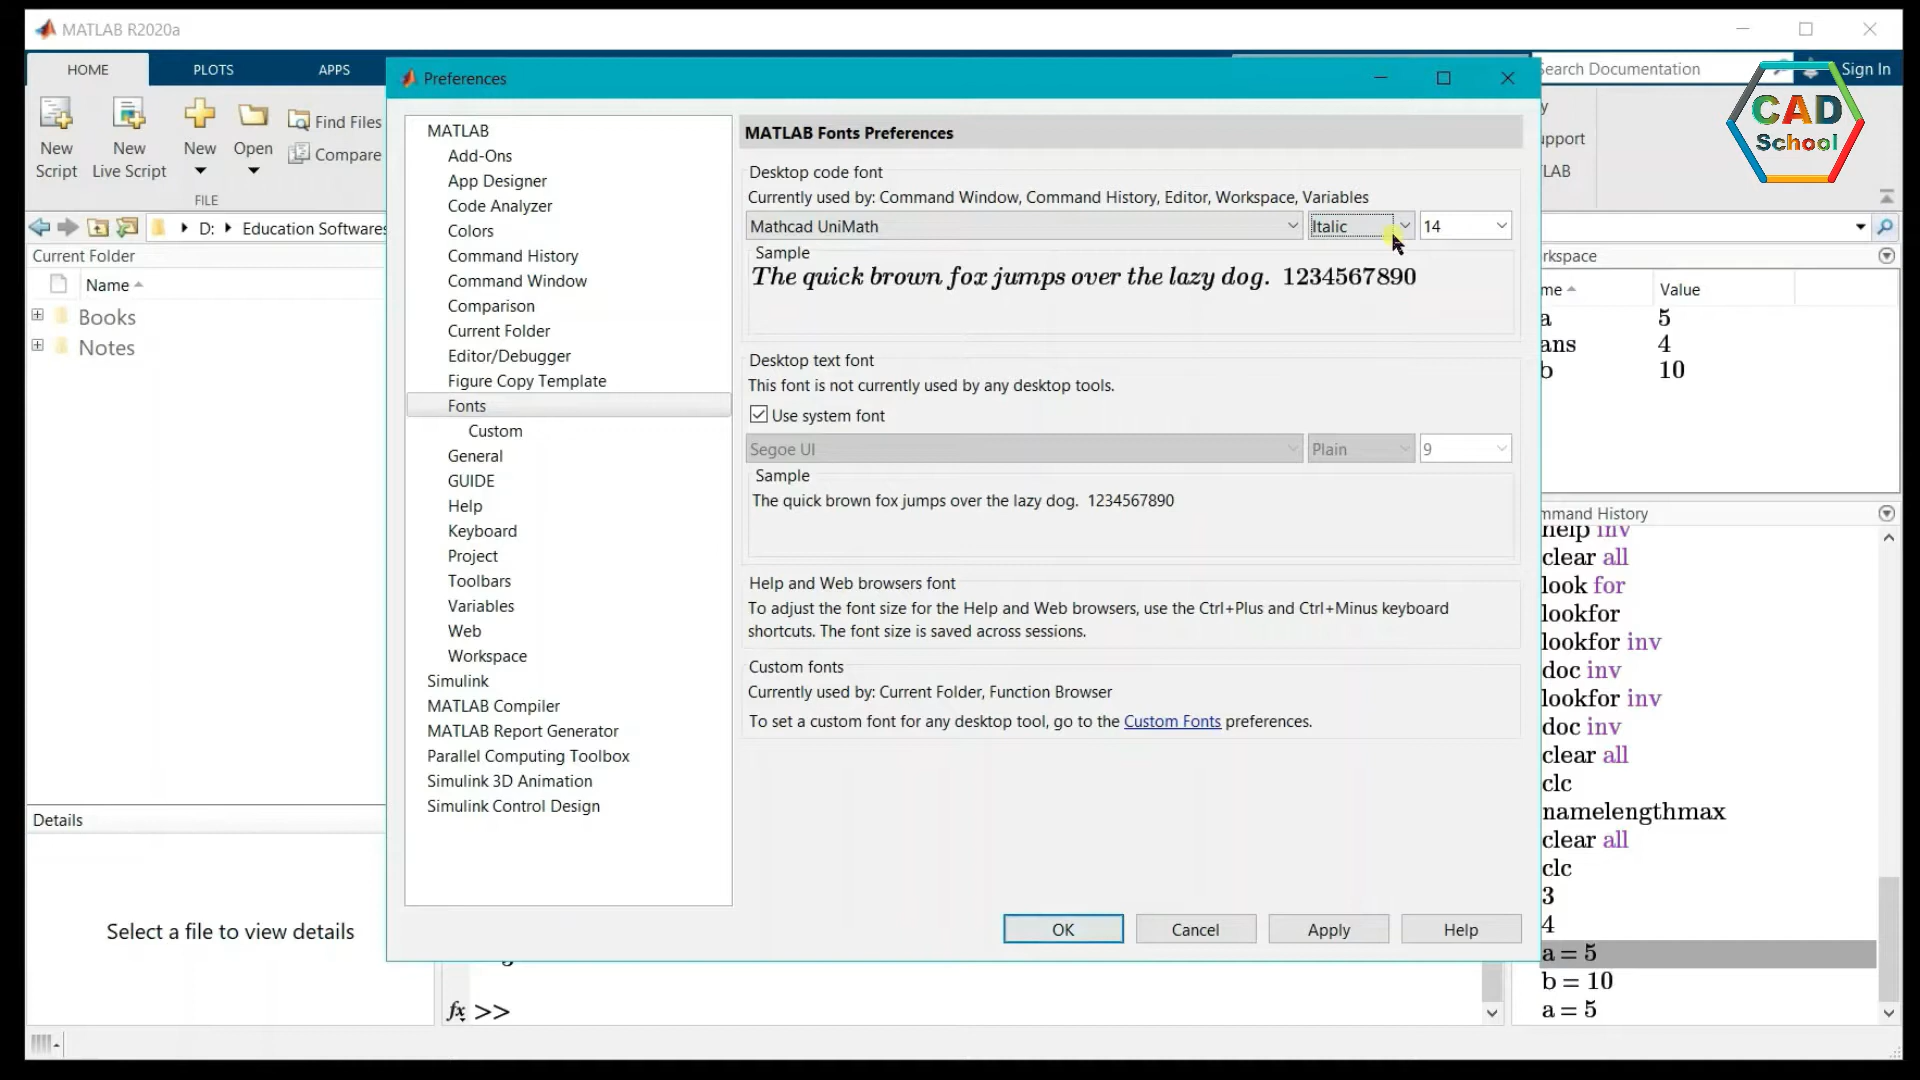 MATLAB R2020a
HOME
PLOTS
APPS
Search Documentation
Sign In
CAD
School
New
Script
New
Live Script
New
Open
Find Files
Compare
FILE
D:
Education Softwares
Current Folder
Name
Books
Notes
Details
Select a file to view details
Preferences
MATLAB
Add-Ons
App Designer
Code Analyzer
Colors
Command History
Command Window
Comparison
Current Folder
Editor/Debugger
Figure Copy Template
Fonts
Custom
General
GUIDE
Help
Keyboard
Project
Toolbars
Variables
Web
Workspace
Simulink
MATLAB Compiler
MATLAB Report Generator
Parallel Computing Toolbox
Simulink 3D Animation
Simulink Control Design
MATLAB Fonts Preferences
Desktop code font
Currently used by: Command Window, Command History, Editor, Workspace, Variables
Mathcad UniMath Italic 14
Sample
The quick brown fox jumps over the lazy dog. 1234567890
Desktop text font
This font is not currently used by any desktop tools.
Use system font
Segoe UI Plain 9
Sample
The quick brown fox jumps over the lazy dog. 1234567890
Help and Web browsers font
To adjust the font size for the Help and Web browsers, use the Ctrl+Plus and Ctrl+Minus keyboard
shortcuts. The font size is saved across sessions.
Custom fonts
Currently used by: Current Folder, Function Browser
To set a custom font for any desktop tool, go to the Custom Fonts preferences.
OK
Cancel
Apply
Help
fx >>
y
upport
LAB
rkspace
me Value
a 5
ans 4
b 10
mmand History
help inv
clear all
look for
lookfor
lookfor inv
doc inv
lookfor inv
doc inv
clear all
clc
namelengthmax
clear all
clc
3
4
a = 5
b = 10
a = 5